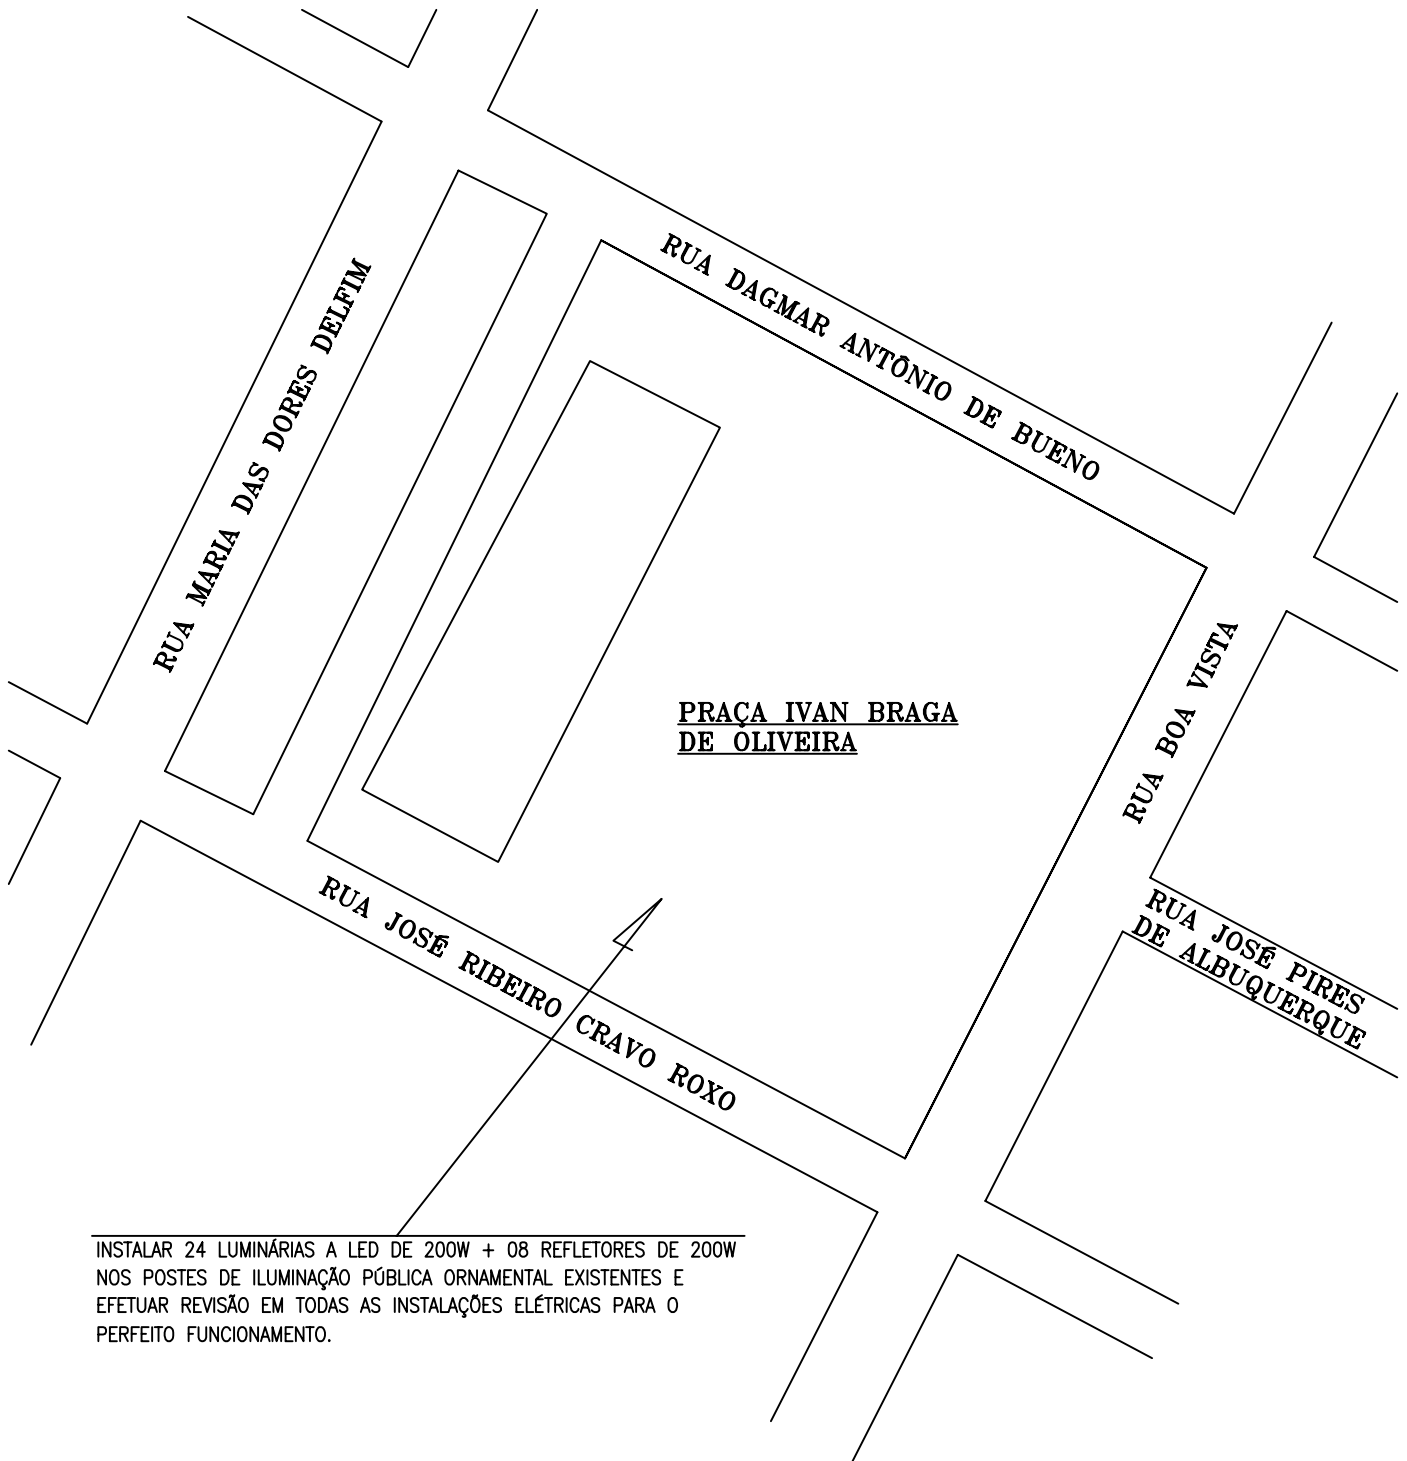 RUA DAGMAR ANTÔNIO DE BUENO
RUA MARIA DAS DORES DELFIM
RUA BOA VISTA
PRAÇA IVAN BRAGA
DE OLIVEIRA
RUA JOSÉ RIBEIRO CRAVO ROXO
RUA JOSÉ PIRES
DE ALBUQUERQUE
INSTALAR 24 LUMINÁRIAS A LED DE 200W + 08 REFLETORES DE 200W
NOS POSTES DE ILUMINAÇÃO PÚBLICA ORNAMENTAL EXISTENTES E
EFETUAR REVISÃO EM TODAS AS INSTALAÇÕES ELÉTRICAS PARA O
PERFEITO FUNCIONAMENTO.